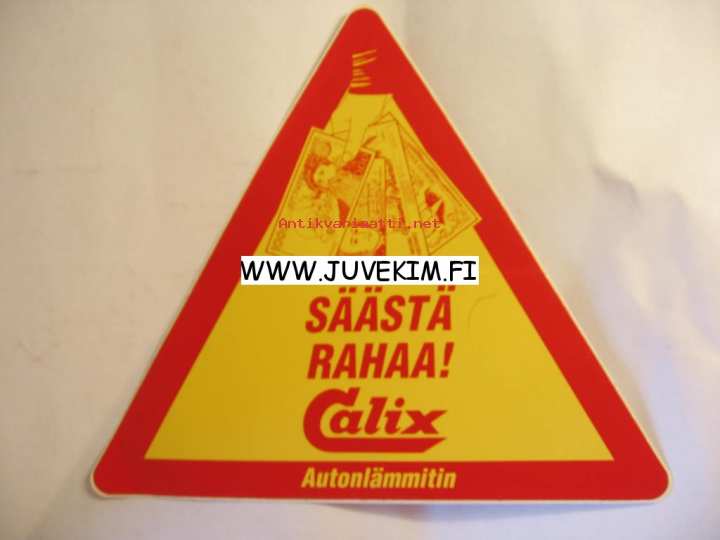 Antikvariaatti.net
WWW.JUVEKIM.FI
SÄÄSTÄ
RAHAA!
Calix
Autonlämmitin